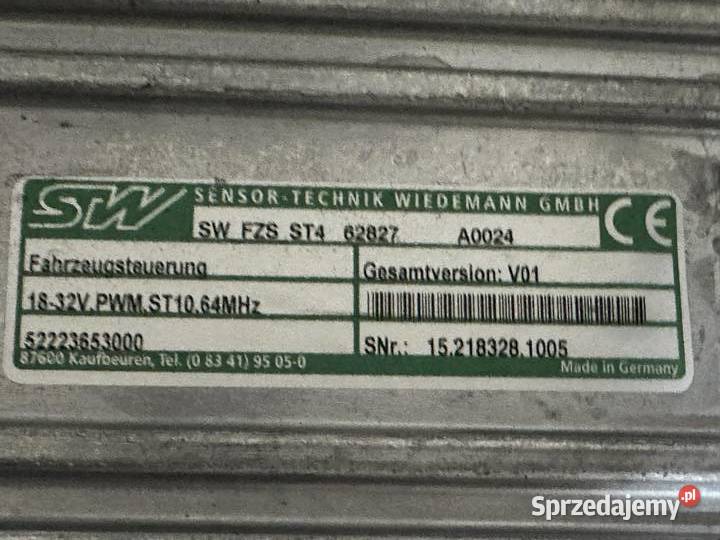 STW SENSOR-TECHNIK WIEDEMANN GMBH CE
SW FZS ST4 62827 A0024
Fahrzeugsteuerung Gesamtversion: V01
18-32V,PWM,ST10,64MHz
52223653000 SNr.: 15.218328.1005
87600 Kaufbeuren, Tel. (0 83 41) 95 05-0 Made in Germany
Sprzedajemy.pl